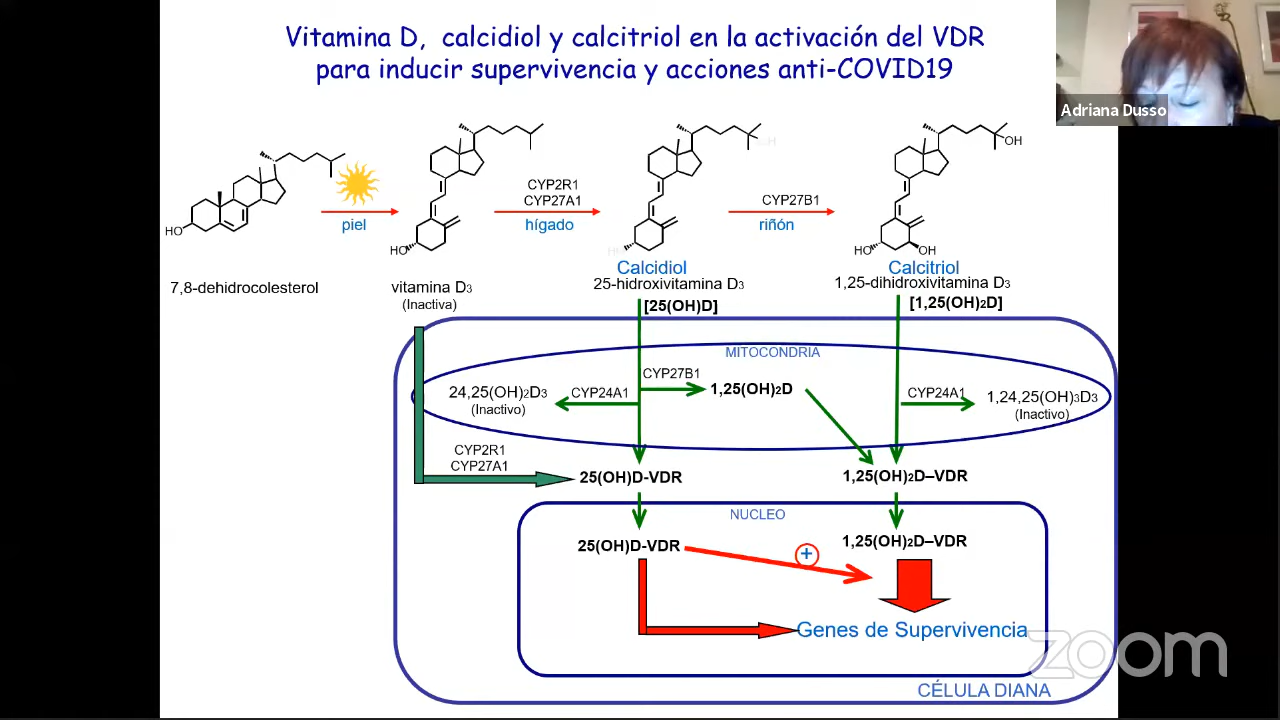 Vitamina D, calcidiol y calcitriol en la activación del VDR
para inducir supervivencia y acciones anti-COVID19
Adriana Dusso
HO
piel
CYP2R1
CYP27A1
hígado
HO
CYP27B1
riñón
OH
HO
OH
7,8-dehidrocolesterol
vitamina D3
(Inactiva)
Calcidiol
25-hidroxivitamina D3
[25(OH)D]
Calcitriol
1,25-dihidroxivitamina D3
[1,25(OH)2D]
MITOCONDRIA
24,25(OH)2D3
(Inactivo)
CYP24A1
CYP27B1
1,25(OH)2D
CYP24A1
1,24,25(OH)3D3
(Inactivo)
CYP2R1
CYP27A1
25(OH)D-VDR
1,25(OH)2D–VDR
NUCLEO
25(OH)D-VDR
+
1,25(OH)2D–VDR
Genes de Supervivencia
zoom
CÉLULA DIANA